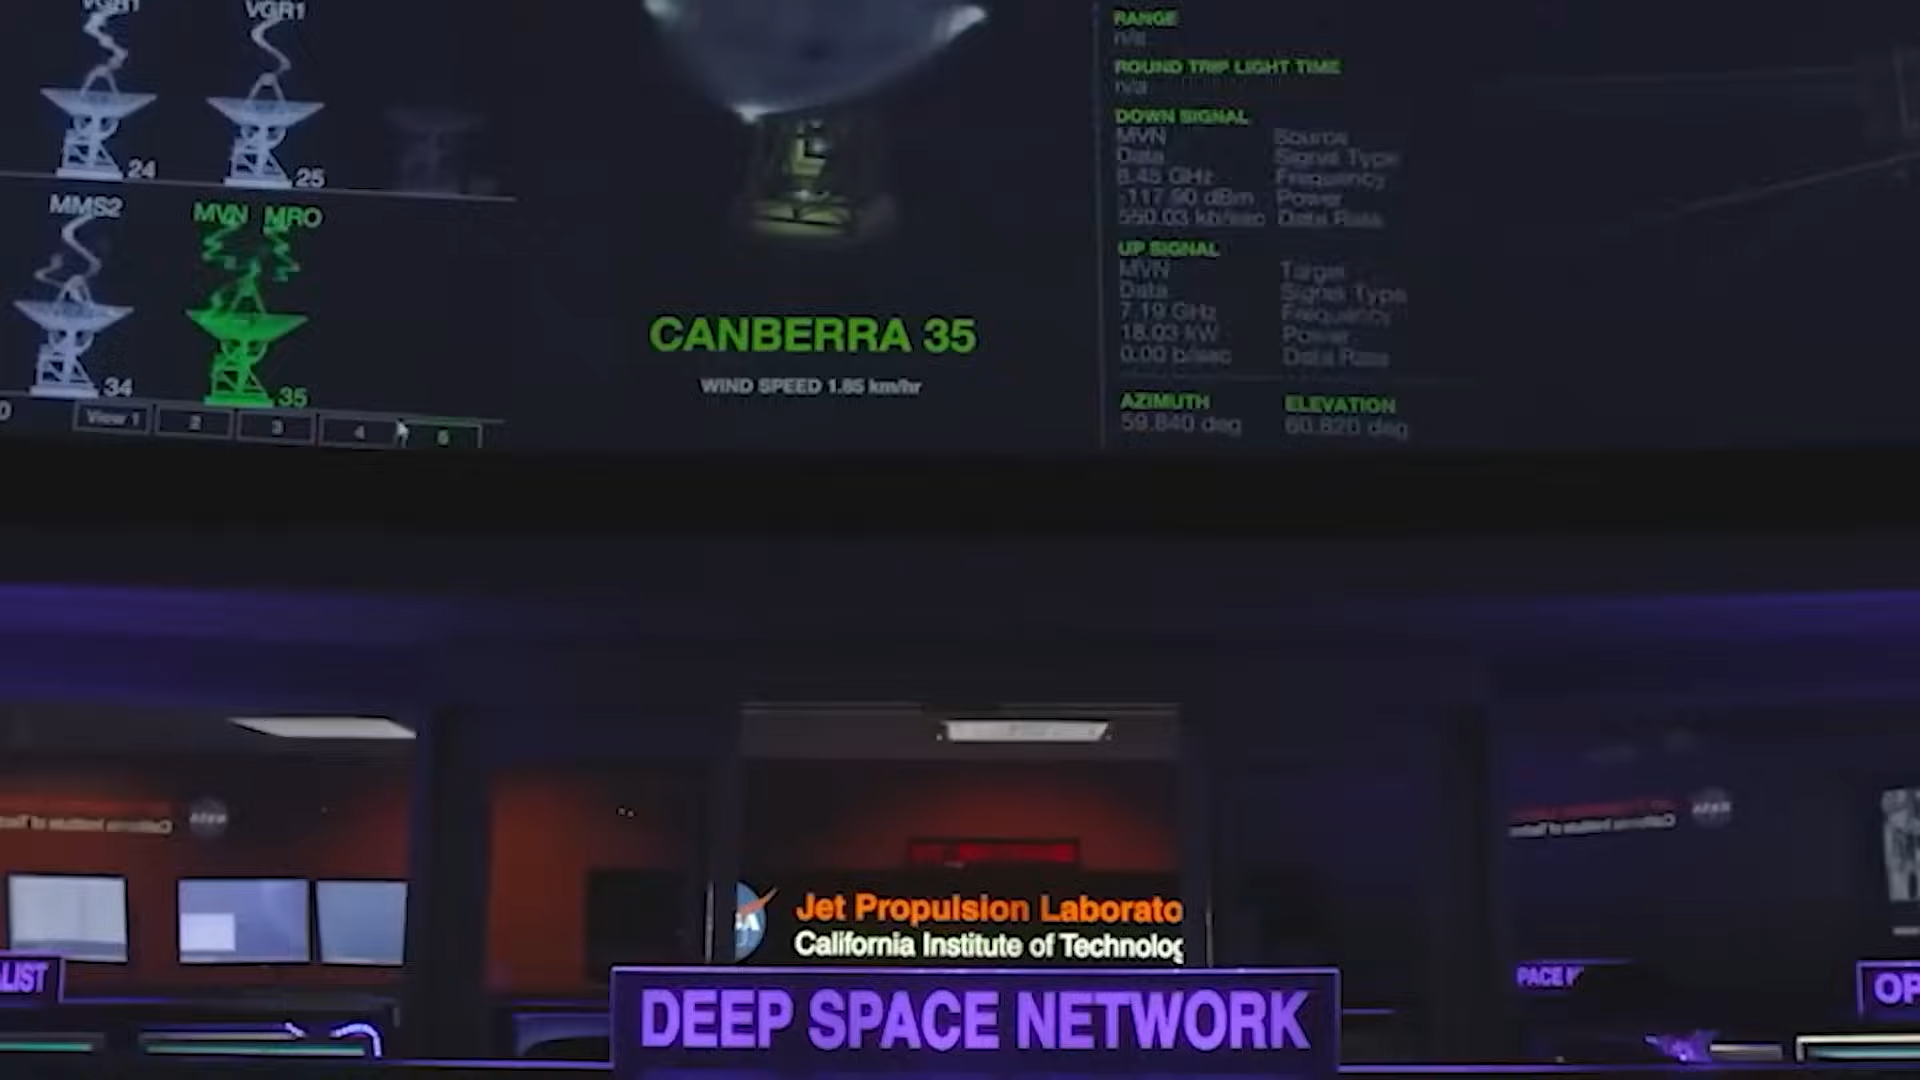 VGR1
24
25
MMS2
MVN MRO
34
35
View 1
2
3
4
5
CANBERRA 35
WIND SPEED 1.85 km/hr
RANGE
n/a
ROUND TRIP LIGHT TIME
n/a
DOWN SIGNAL
MVN Source
Data Signal Type
8.45 GHz Frequency
-117.90 dBm Power
550.03 kb/sec Data Rate
UP SIGNAL
MVN Target
Data Signal Type
7.19 GHz Frequency
18.03 kW Power
0.00 b/sec Data Rate
AZIMUTH ELEVATION
59.840 deg 60.820 deg
Jet Propulsion Laborato
California Institute of Technolog
ALIST
DEEP SPACE NETWORK
PACE
OP